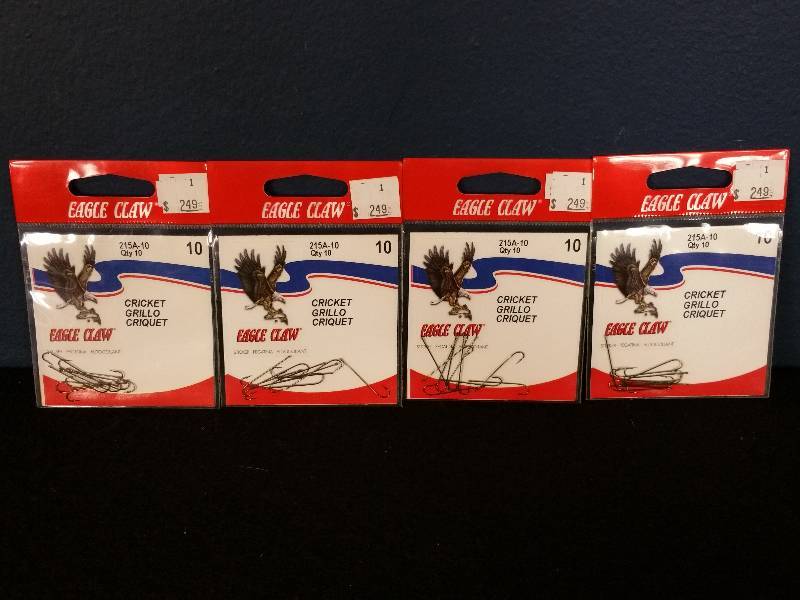 1
$ 249
EAGLE CLAW
215A-10
Qty 10
10
CRICKET
GRILLO
CRIQUET
EAGLE CLAW
1
$ 249
EAGLE CLAW
215A-10
Qty 10
10
CRICKET
GRILLO
CRIQUET
EAGLE CLAW
1
$ 249
EAGLE CLAW
215A-10
Qty 10
10
CRICKET
GRILLO
CRIQUET
EAGLE CLAW
1
$ 249
EAGLE CLAW
215A-10
Qty 10
10
CRICKET
GRILLO
CRIQUET
EAGLE CLAW